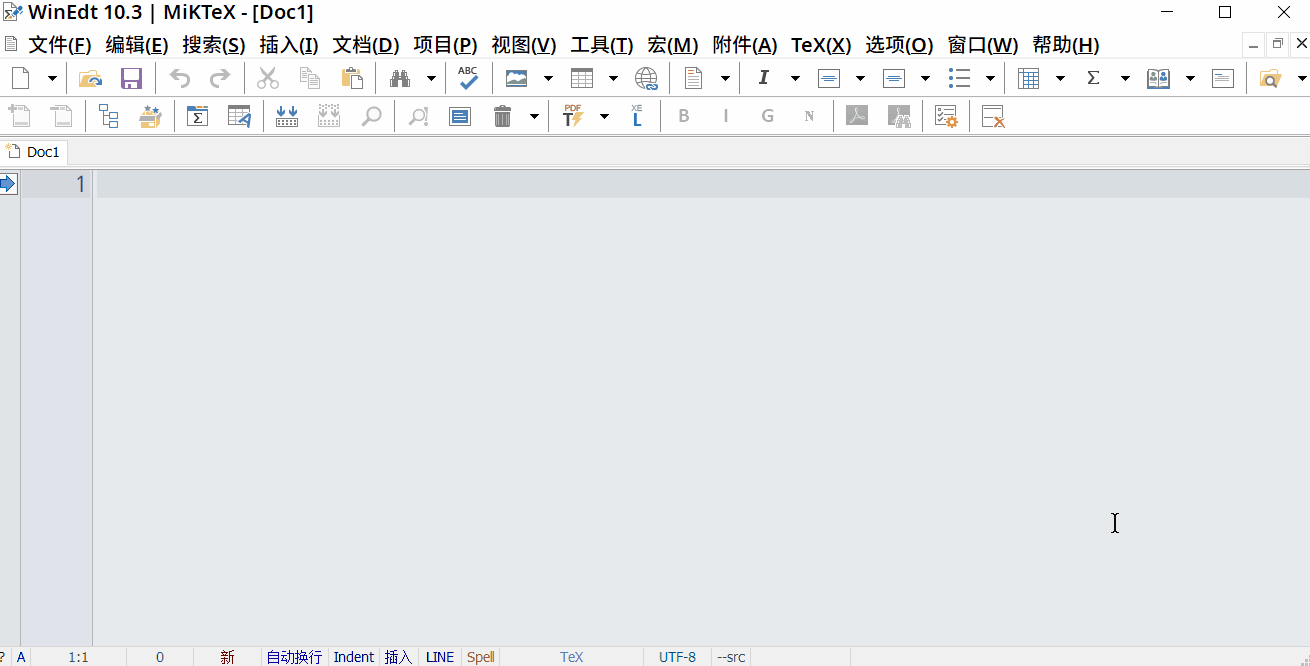 WinEdt 10.3 | MiKTeX - [Doc1]
文件(F) 编辑(E) 搜索(S) 插入(I) 文档(D) 项目(P) 视图(V) 工具(T) 宏(M) 附件(A) TeX(X) 选项(O) 窗口(W) 帮助(H)
ABC I Σ
Σ PDF T XE L B I G N
Doc1
1
? A 1:1 0 新 自动换行 Indent 插入 LINE Spell TeX UTF-8 --src